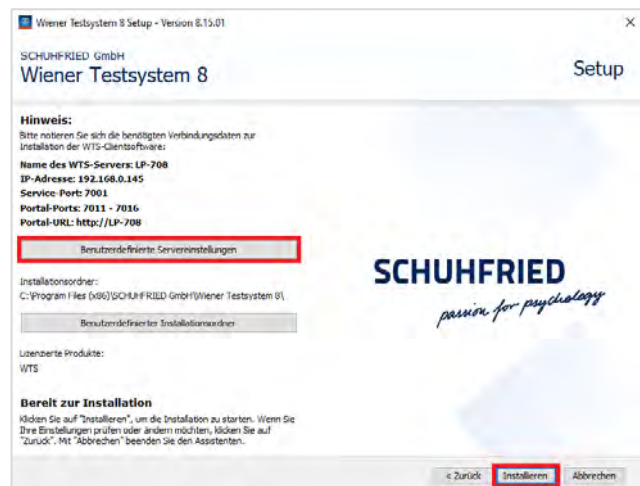 Wiener Testsystem 8 Setup - Version 8.15.01
SCHUHFRIED GmbH
Wiener Testsystem 8
Setup
Hinweis:
Bitte notieren Sie sich die benötigten Verbindungsdaten zur
Installation der WTS-Clientsoftware:
Name des WTS-Servers: LP-708
IP-Adresse: 192.168.0.145
Service-Port: 7001
Portal-Ports: 7011 - 7016
Portal-URL: http://LP-708
Benutzerdefinierte Servereinstellungen
Installationsordner:
C:\Program Files (x86)\SCHUHFRIED GmbH\Wiener Testsystem 8\
Benutzerdefinierter Installationsordner
Lizenzierte Produkte:
WTS
SCHUHFRIED
passion for psychology
Bereit zur Installation
Klicken Sie auf "Installieren", um die Installation zu starten. Wenn Sie
Ihre Einstellungen prüfen oder ändern möchten, klicken Sie auf
"Zurück". Mit "Abbrechen" beenden Sie den Assistenten.
< Zurück
Installieren
Abbrechen